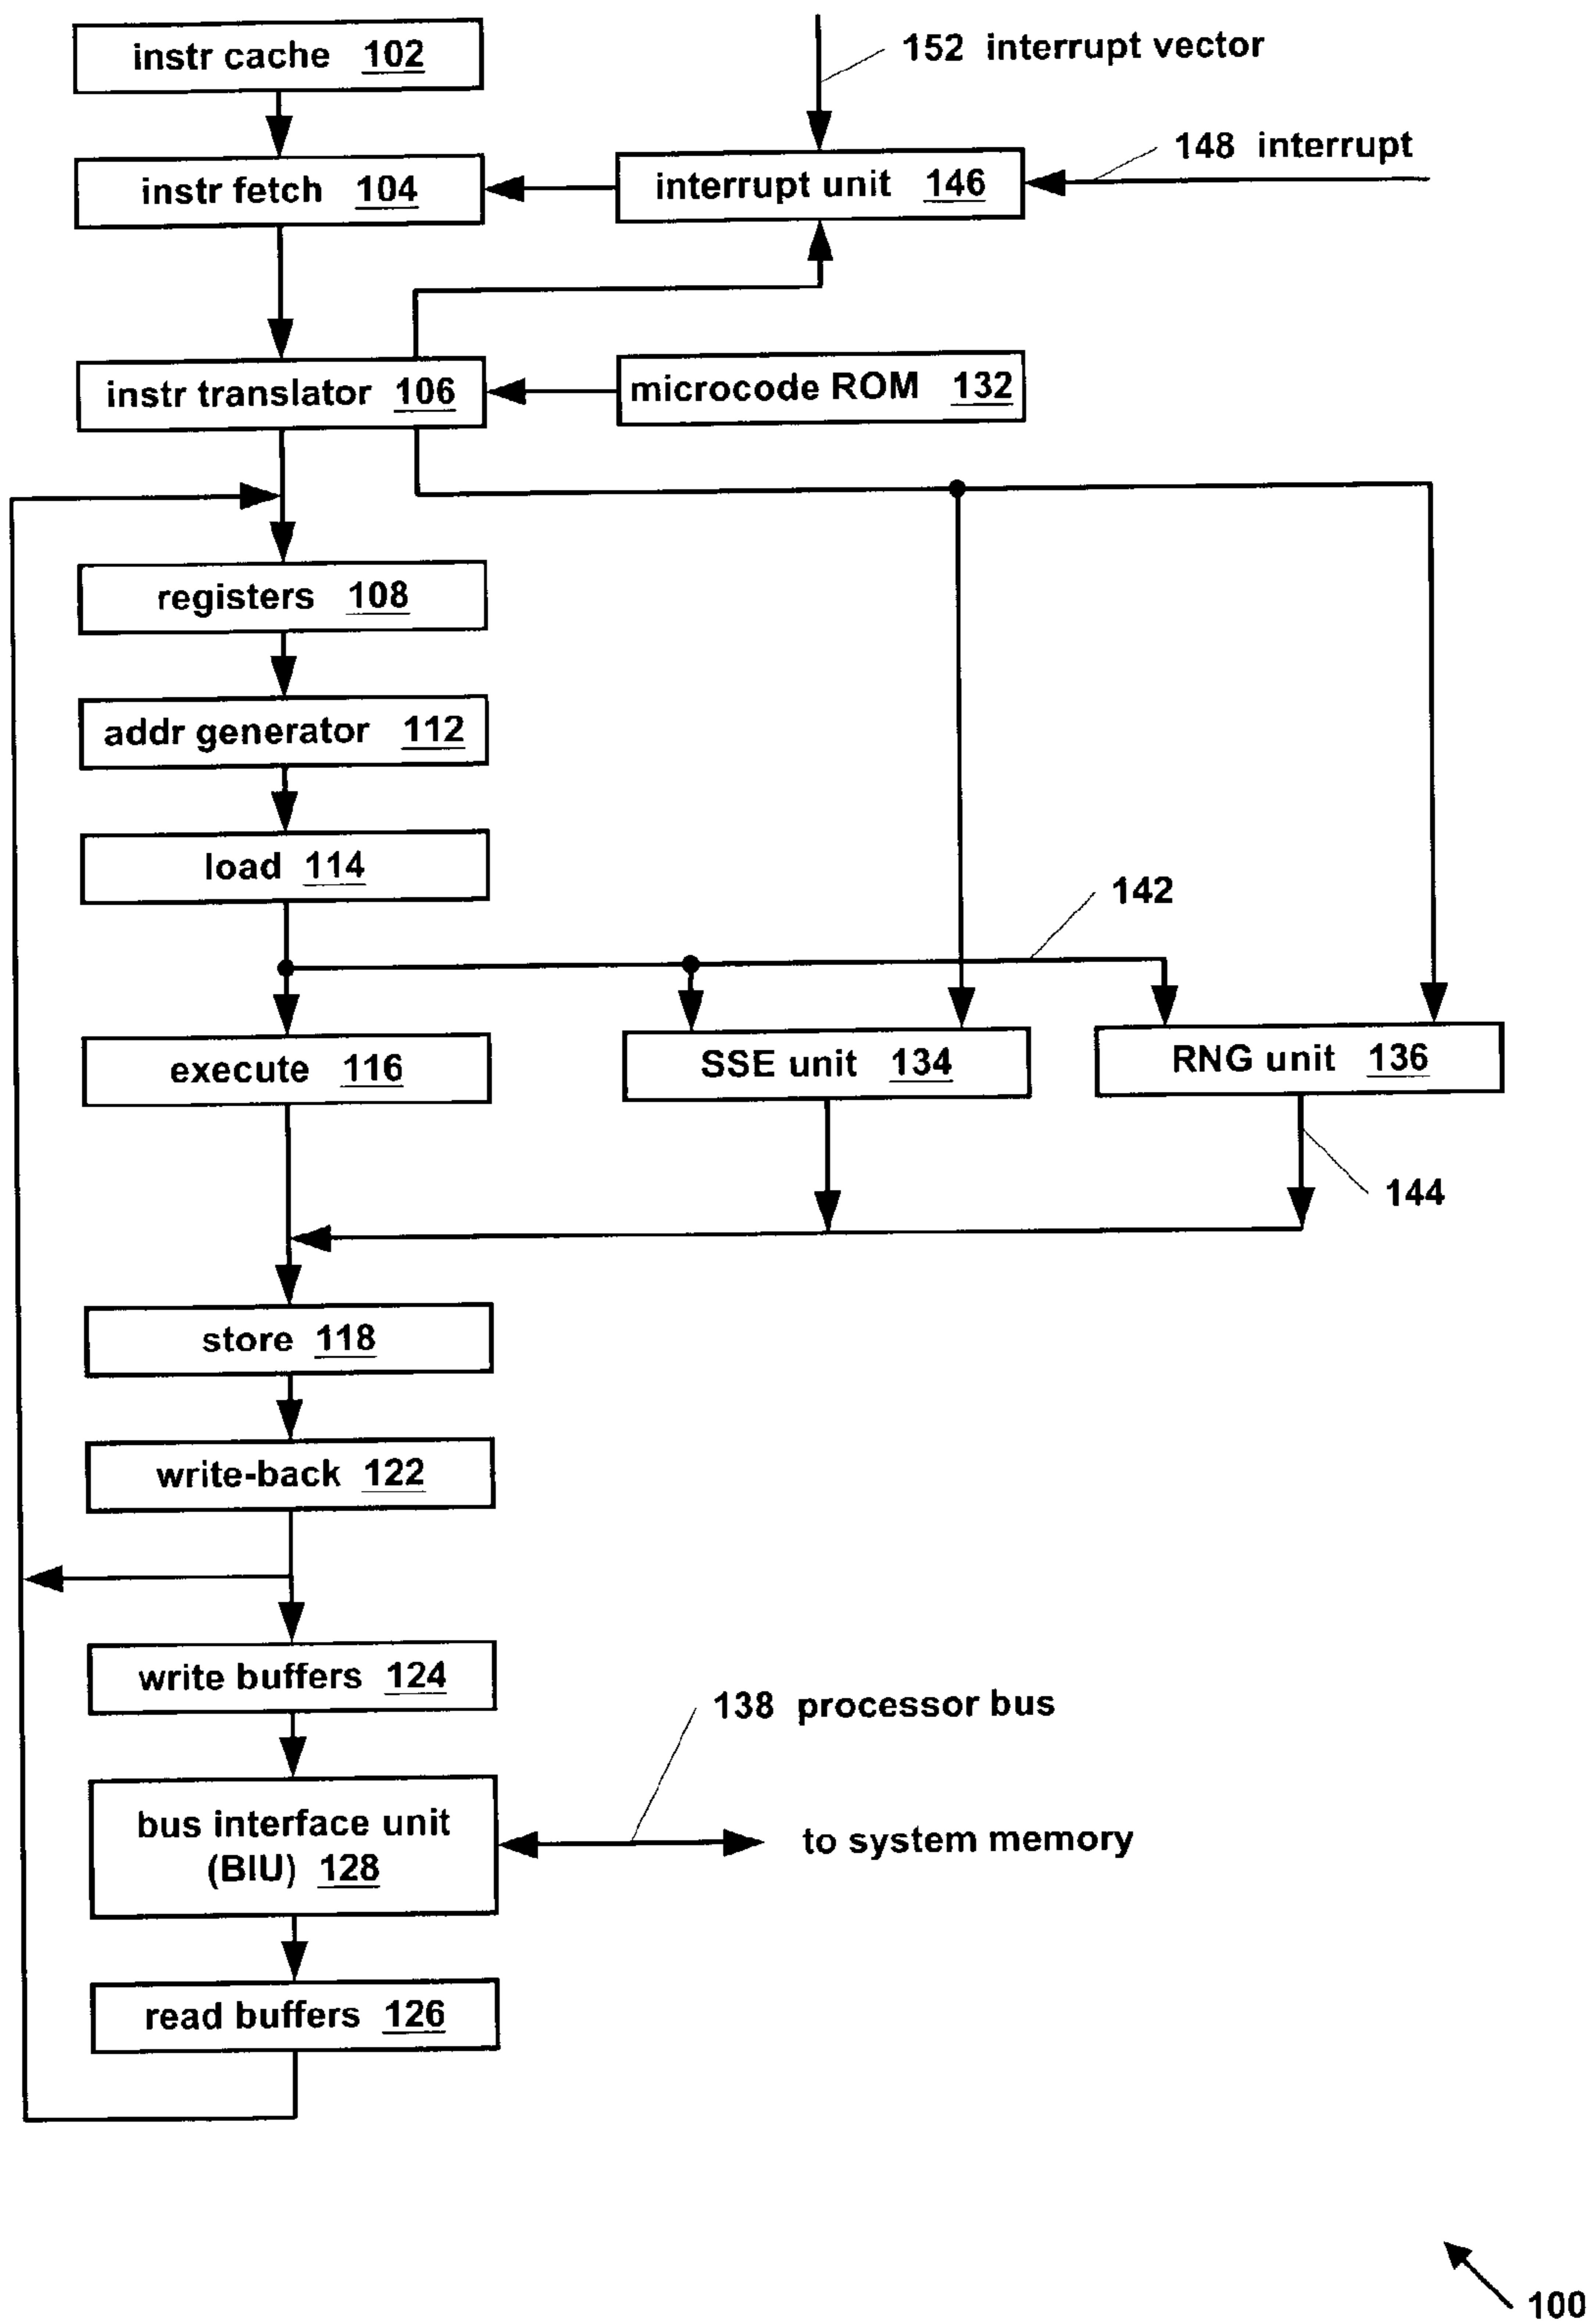 instr cache 102
152 interrupt vector
148 interrupt
instr fetch 104
interrupt unit 146
instr translator 106
microcode ROM 132
registers 108
addr generator 112
load 114
142
execute 116
SSE unit 134
RNG unit 136
144
store 118
write-back 122
write buffers 124
138 processor bus
bus interface unit
(BIU) 128
to system memory
read buffers 126
100